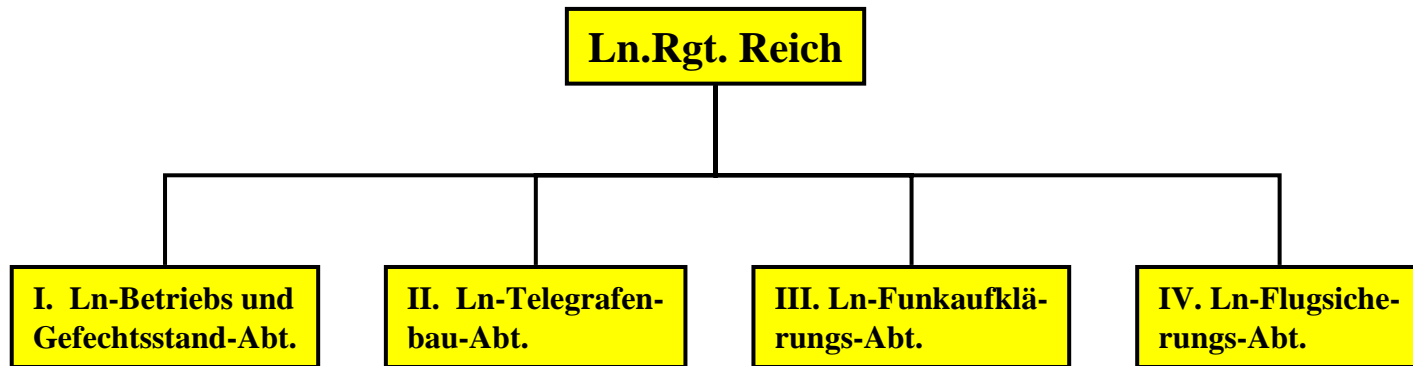 Ln.Rgt. Reich
I. Ln-Betriebs und
Gefechtsstand-Abt.
II. Ln-Telegrafen-
bau-Abt.
III. Ln-Funkaufklä-
rungs-Abt.
IV. Ln-Flugsiche-
rungs-Abt.